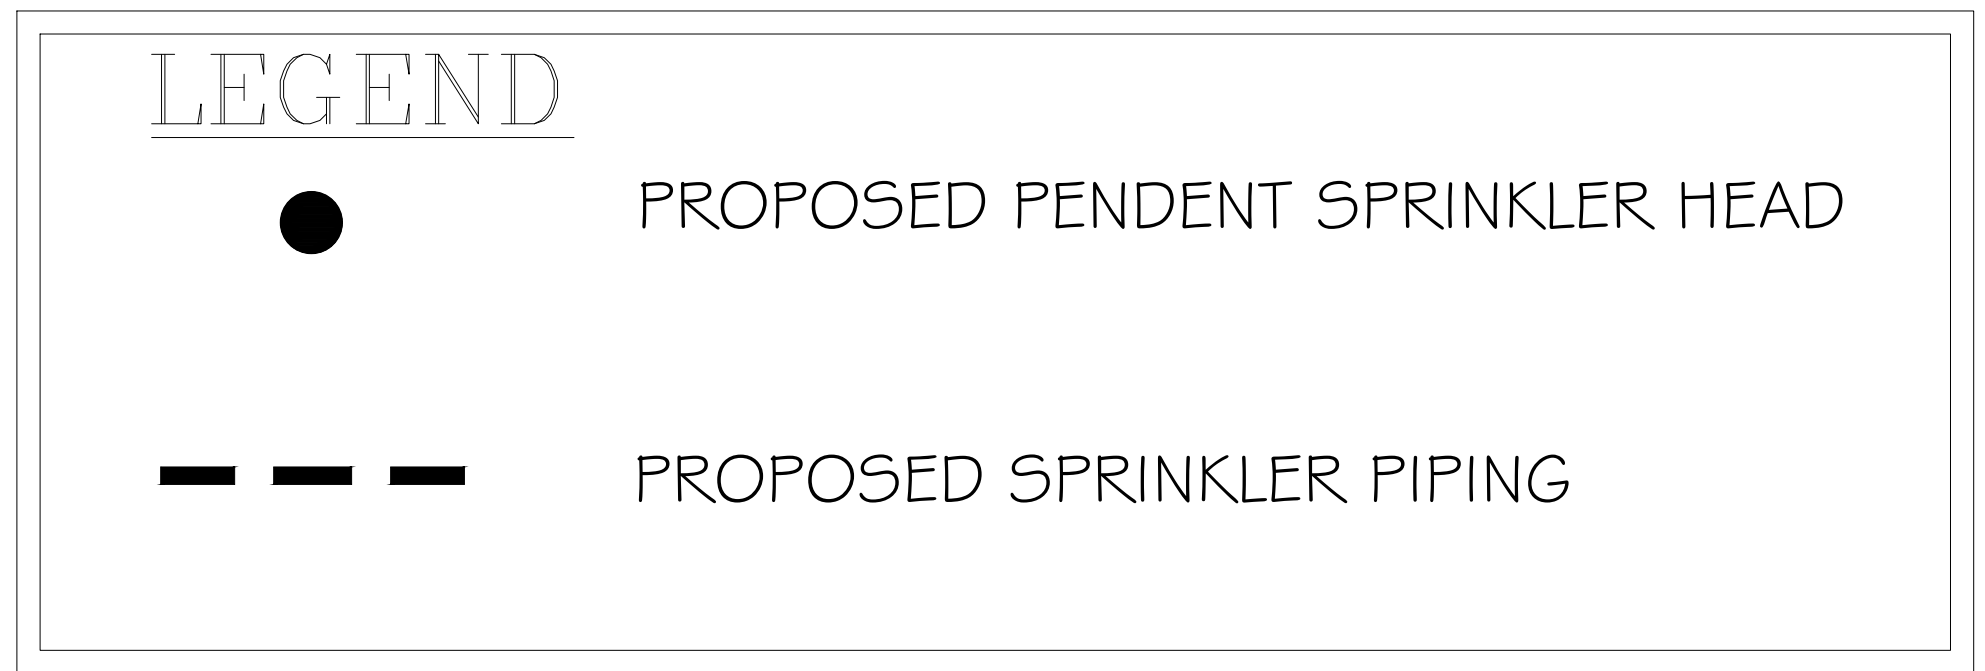 LEGEND
PROPOSED PENDENT SPRINKLER HEAD
PROPOSED SPRINKLER PIPING